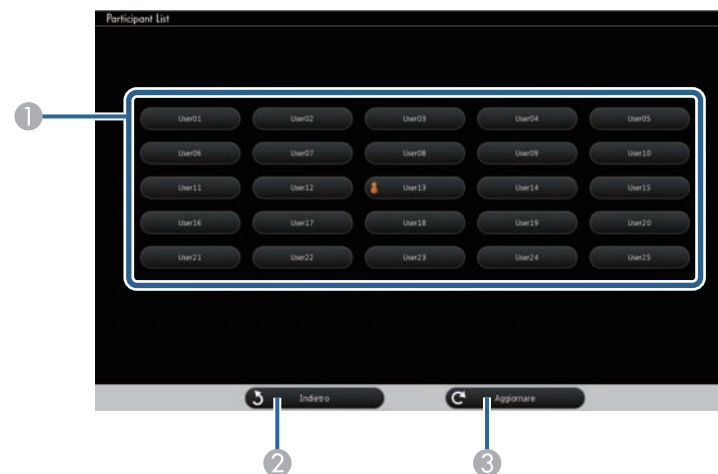 Participant List
1
User01 User02 User03 User04 User05
User06 User07 User08 User09 User10
User11 User12 User13 User14 User15
User16 User17 User18 User19 User20
User21 User22 User23 User24 User25
Indietro Aggiornare
2 3